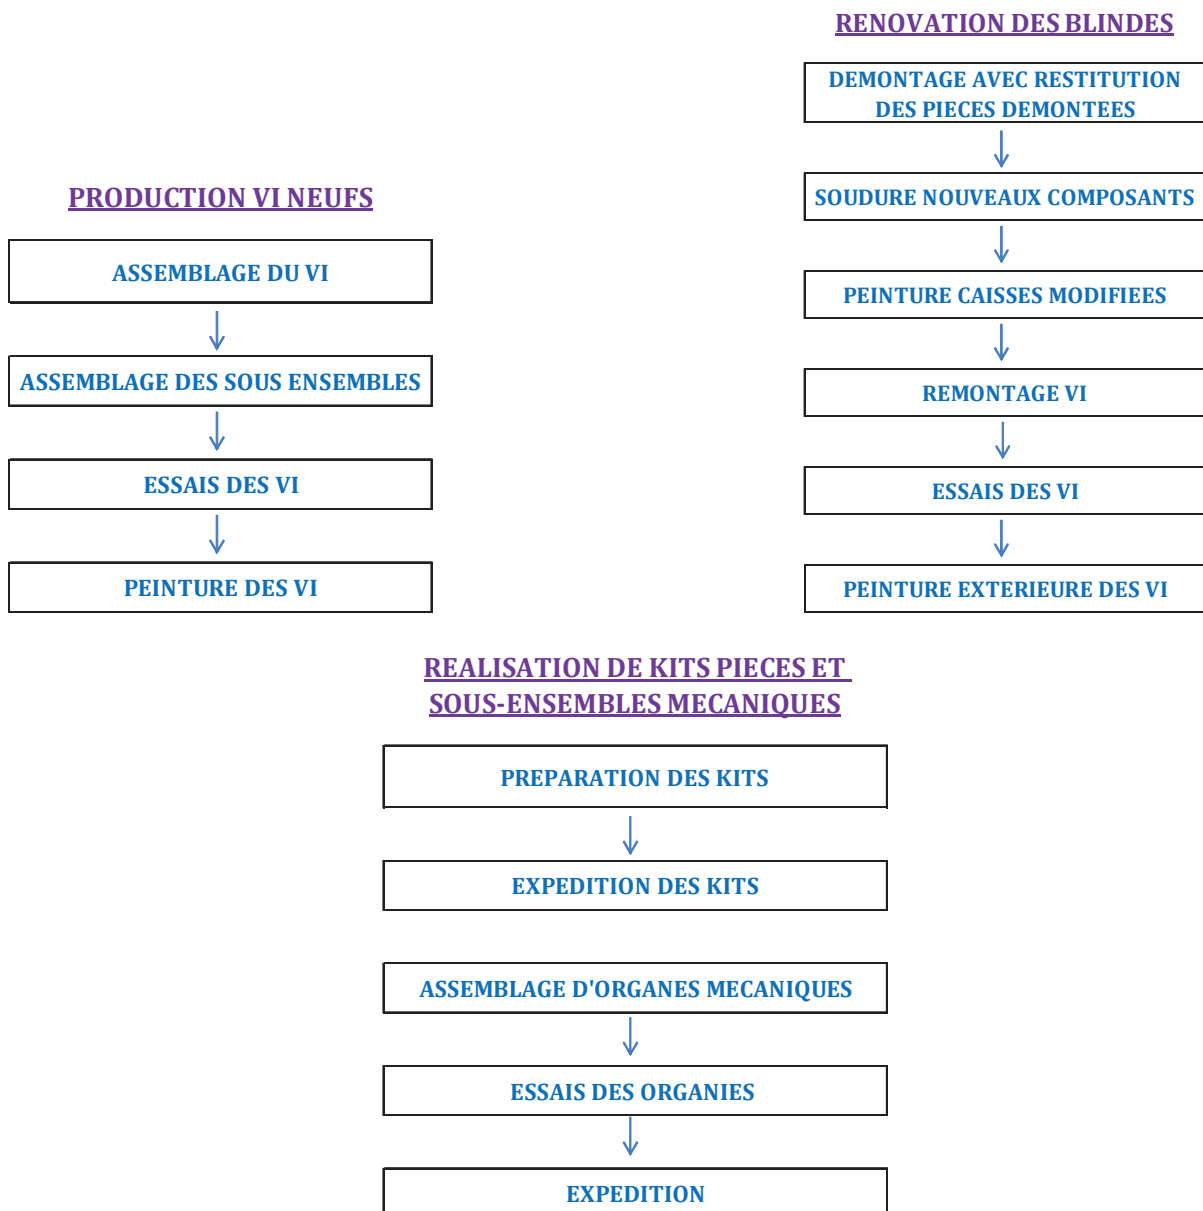 PRODUCTION VI NEUFS
ASSEMBLAGE DU VI
ASSEMBLAGE DES SOUS ENSEMBLES
ESSAIS DES VI
PEINTURE DES VI
RENOVATION DES BLINDES
DEMONTAGE AVEC RESTITUTION
DES PIECES DEMONTEES
SOUDURE NOUVEAUX COMPOSANTS
PEINTURE CAISSES MODIFIEES
REMONTAGE VI
ESSAIS DES VI
PEINTURE EXTERIEURE DES VI
REALISATION DE KITS PIECES ET
SOUS-ENSEMBLES MECANIQUES
PREPARATION DES KITS
EXPEDITION DES KITS
ASSEMBLAGE D'ORGANES MECANIQUES
ESSAIS DES ORGANIES
EXPEDITION